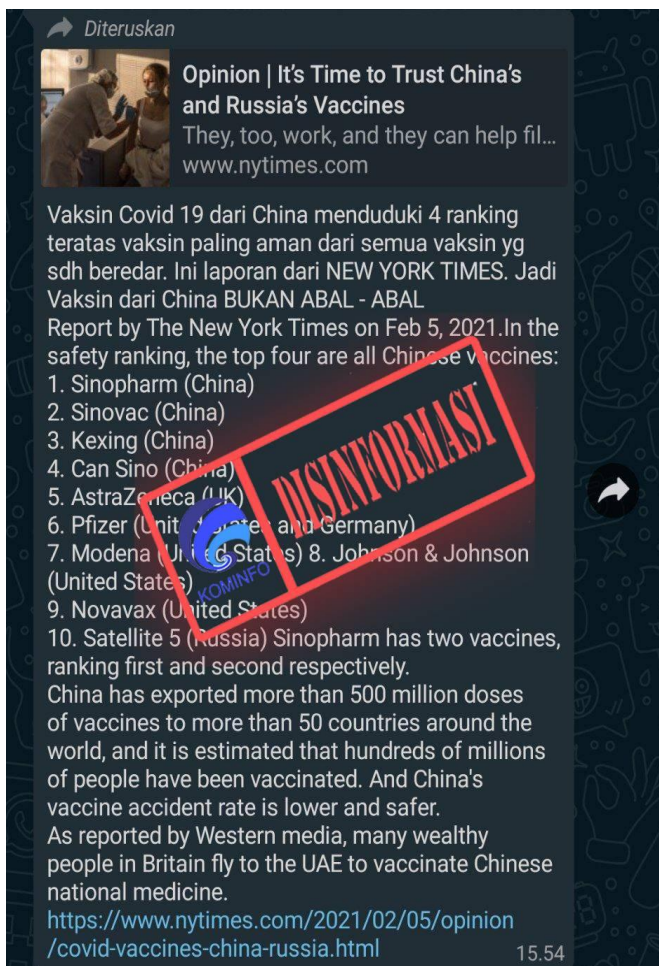 Diteruskan
Opinion | It's Time to Trust China's
and Russia's Vaccines
They, too, work, and they can help fil...
www.nytimes.com
Vaksin Covid 19 dari China menduduki 4 ranking
teratas vaksin paling aman dari semua vaksin yg
sdh beredar. Ini laporan dari NEW YORK TIMES. Jadi
Vaksin dari China BUKAN ABAL - ABAL
Report by The New York Times on Feb 5, 2021.In the
safety ranking, the top four are all Chinese vaccines:
1. Sinopharm (China)
2. Sinovac (China)
3. Kexing (China)
4. Can Sino (China)
5. AstraZeneca (UK)
6. Pfizer (United States and Germany)
7. Modena (United States) 8. Johnson & Johnson
(United States)
9. Novavax (United States)
10. Satellite 5 (Russia) Sinopharm has two vaccines,
ranking first and second respectively.
China has exported more than 500 million doses
of vaccines to more than 50 countries around the
world, and it is estimated that hundreds of millions
of people have been vaccinated. And China's
vaccine accident rate is lower and safer.
As reported by Western media, many wealthy
people in Britain fly to the UAE to vaccinate Chinese
national medicine.
https://www.nytimes.com/2021/02/05/opinion
/covid-vaccines-china-russia.html
15.54
KOMINFO
DISINFORMASI